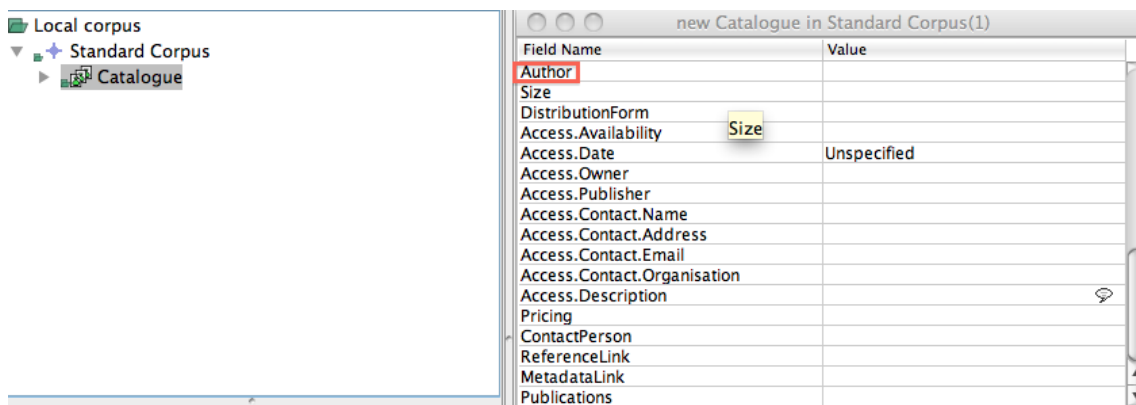 Local corpus
Standard Corpus
Catalogue
new Catalogue in Standard Corpus(1)
Field Name Value
Author
Size
DistributionForm
Access.Availability
Size
Access.Date Unspecified
Access.Owner
Access.Publisher
Access.Contact.Name
Access.Contact.Address
Access.Contact.Email
Access.Contact.Organisation
Access.Description
Pricing
ContactPerson
ReferenceLink
MetadataLink
Publications